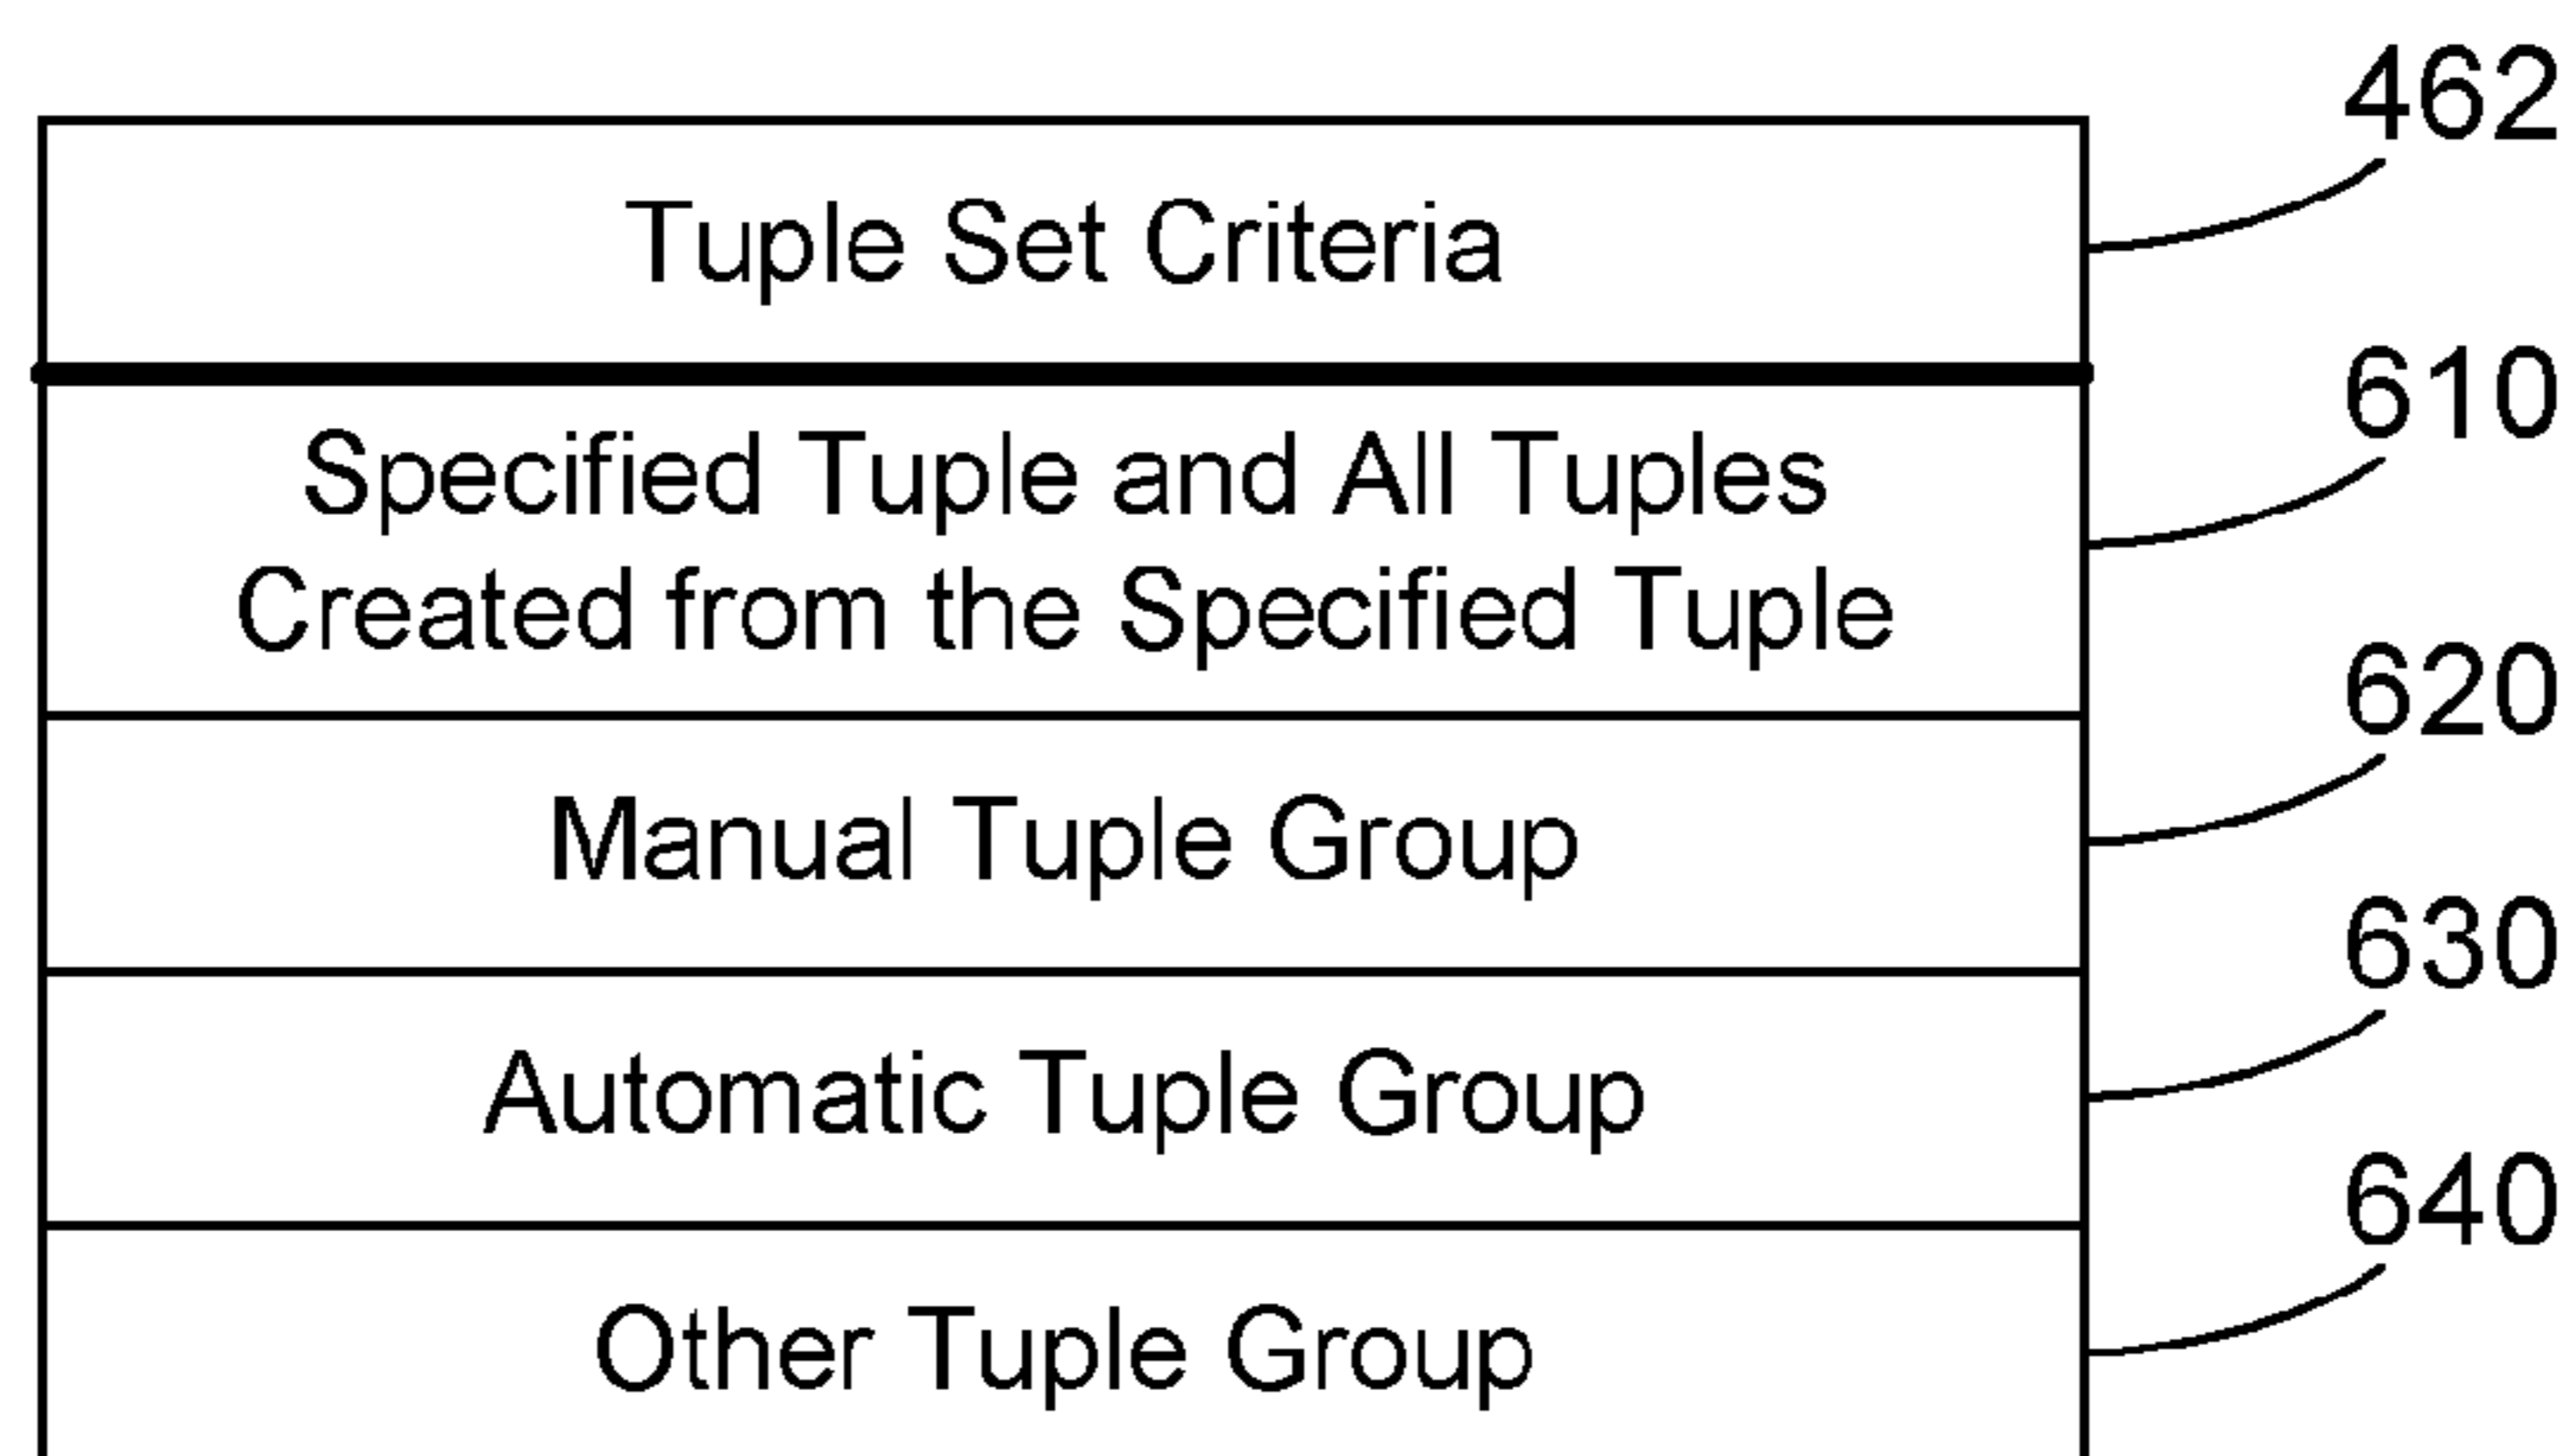 462
Tuple Set Criteria
610
Specified Tuple and All Tuples
Created from the Specified Tuple
620
Manual Tuple Group
630
Automatic Tuple Group
640
Other Tuple Group